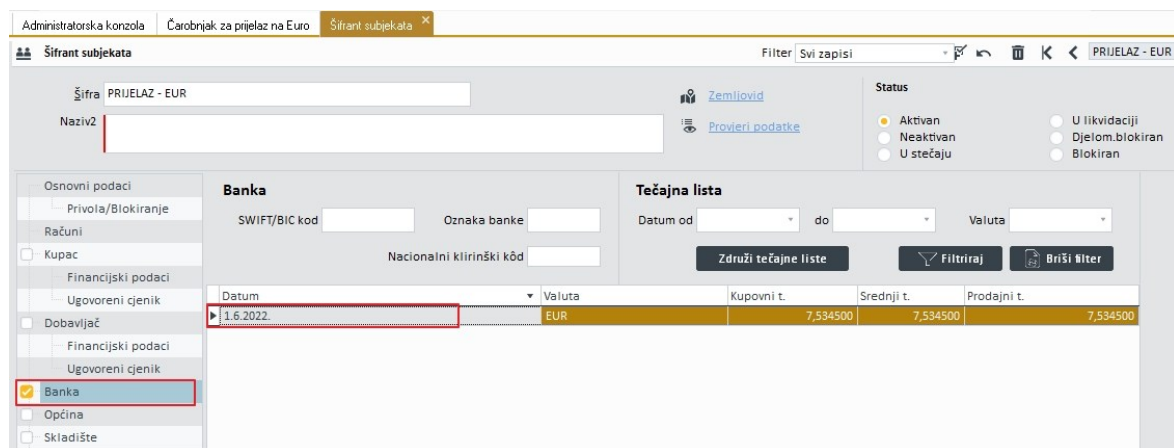 Administratorska konzola Čarobnjak za prijelaz na Euro Šifrant subjekata
Šifrant subjekata Filter Svi zapisi PRIJELAZ - EUR
Šifra PRIJELAZ - EUR Zemljovid Status
Naziv2 Provjeri podatke Aktivan U likvidaciji
Neaktivan Djelom.blokiran
U stečaju Blokiran
Osnovni podaci Banka Tečajna lista
Privola/Blokiranje SWIFT/BIC kod Oznaka banke Datum od do Valuta
Računi
Kupac Nacionalni klirinški kôd Združi tečajne liste Filtriraj Briši filter
Financijski podaci
Ugovoreni cjenik Datum Valuta Kupovni t. Srednji t. Prodajni t.
Dobavljač 1.6.2022. EUR 7,534500 7,534500 7,534500
Financijski podaci
Ugovoreni cjenik
Banka
Općina
Skladište